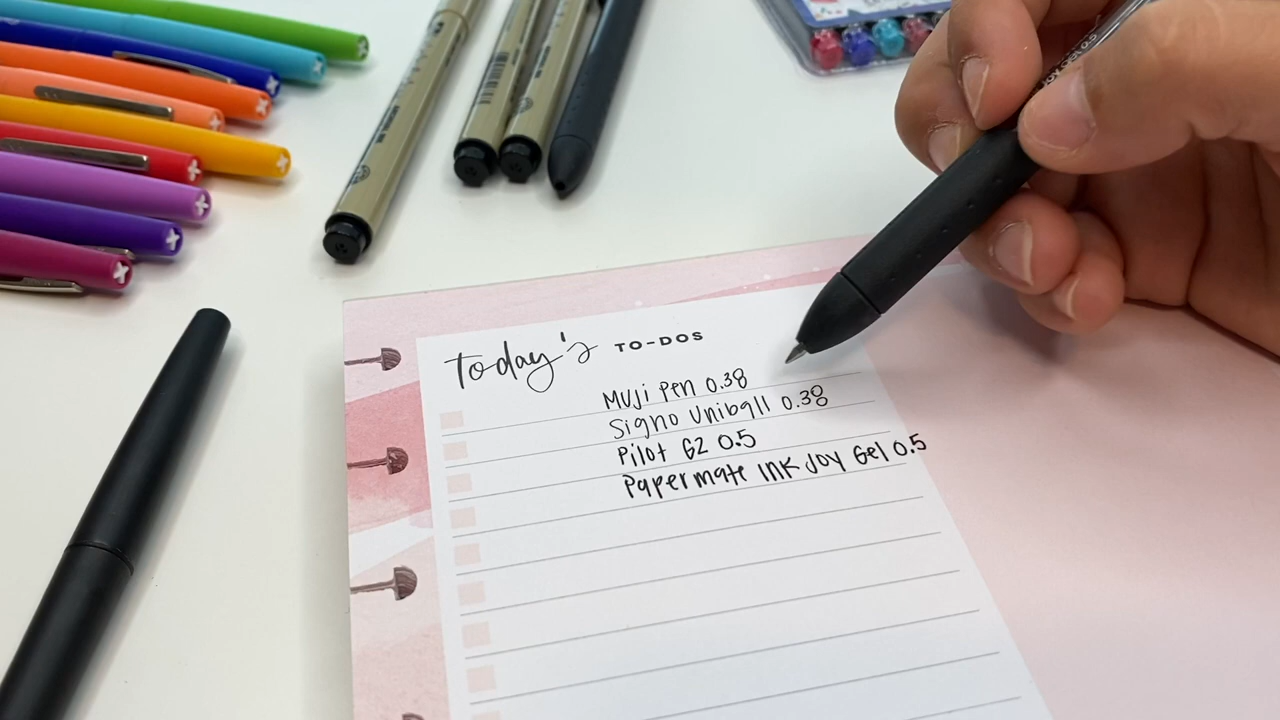 Today's TO-DOS
Muji Pen 0.38
Signo Uniball 0.38
Pilot G2 0.5
Papermate Ink Joy Gel 0.5